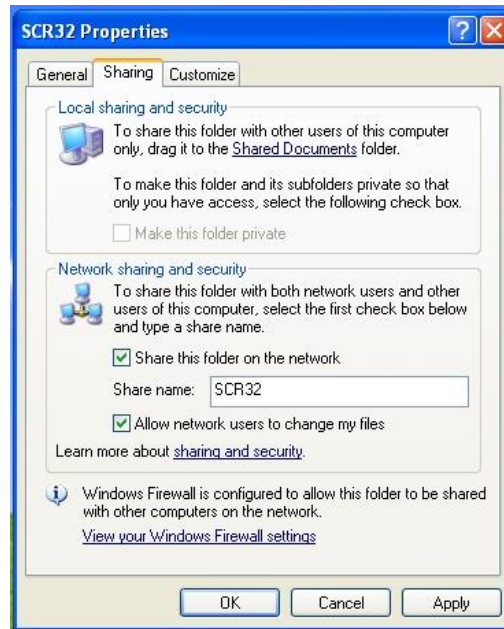 SCR32 Properties
General Sharing Customize
Local sharing and security
To share this folder with other users of this computer
only, drag it to the Shared Documents folder.
To make this folder and its subfolders private so that
only you have access, select the following check box.
Make this folder private
Network sharing and security
To share this folder with both network users and other
users of this computer, select the first check box below
and type a share name.
Share this folder on the network
Share name: SCR32
Allow network users to change my files
Learn more about sharing and security.
Windows Firewall is configured to allow this folder to be shared
with other computers on the network.
View your Windows Firewall settings
OK Cancel Apply